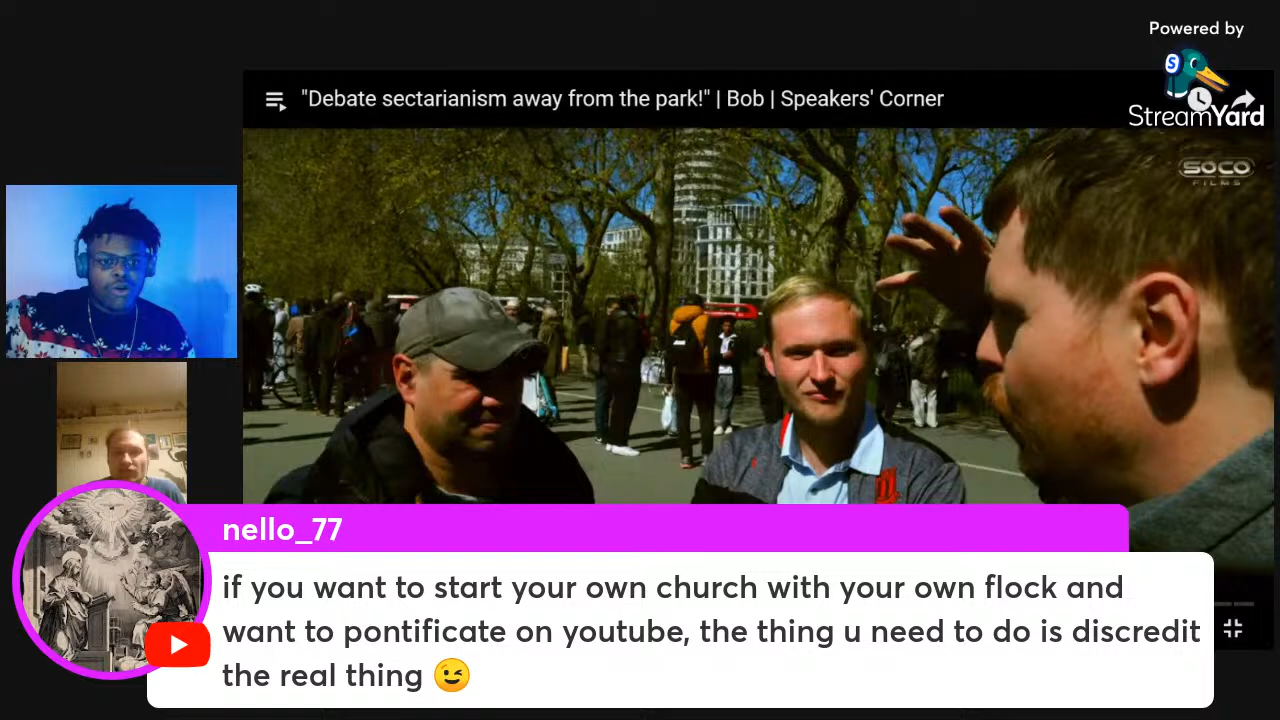 Powered by
StreamYard
"Debate sectarianism away from the park!" | Bob | Speakers' Corner
SOCO
FILMS
nello_77
if you want to start your own church with your own flock and
want to pontificate on youtube, the thing u need to do is discredit
the real thing 😉